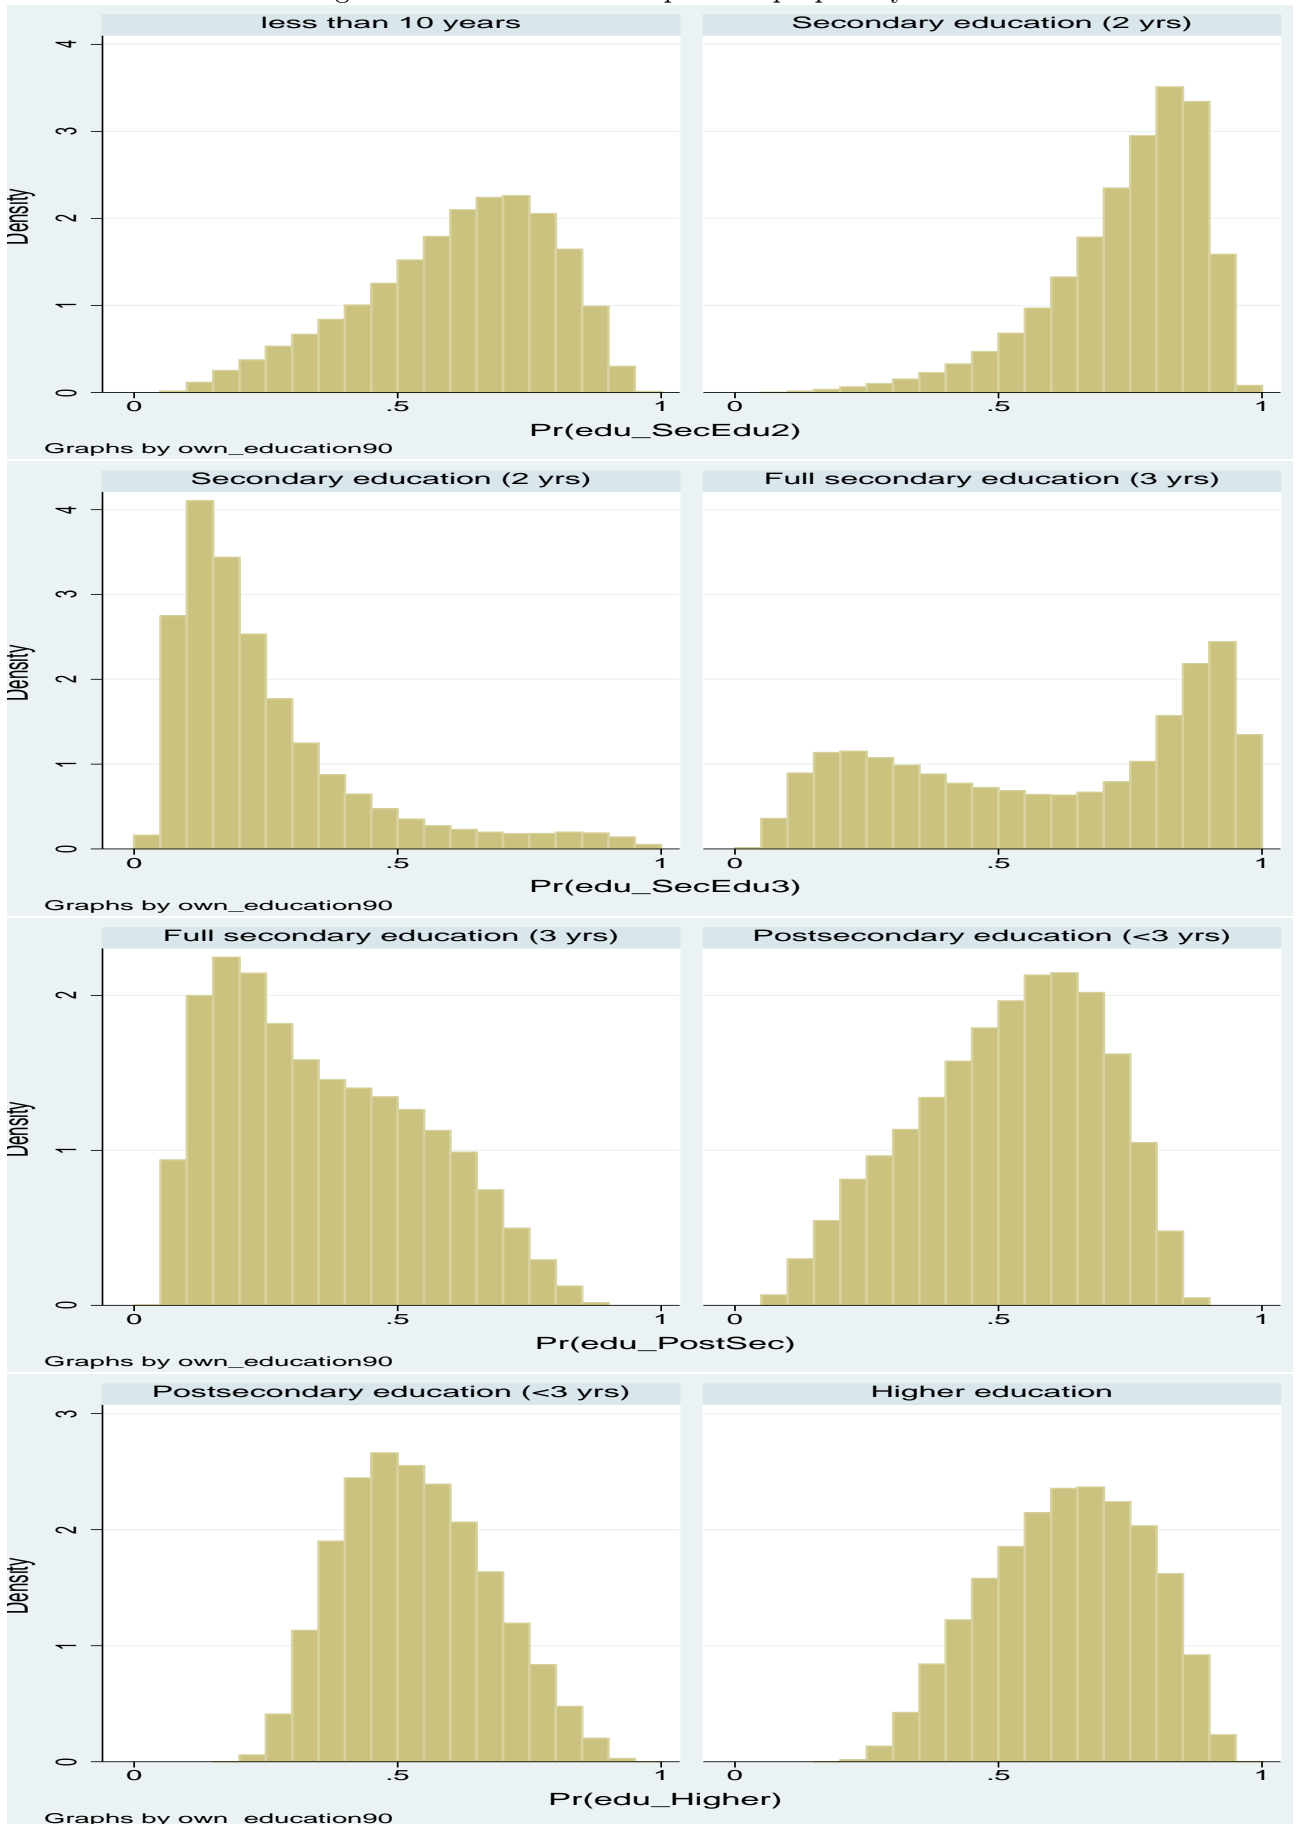 less than 10 years
Secondary education (2 yrs)
Density
0 1 2 3 4
0 .5 1
0 .5 1
Pr(edu_SecEdu2)
Graphs by own_education90
Secondary education (2 yrs)
Full secondary education (3 yrs)
Density
0 1 2 3 4
0 .5 1
0 .5 1
Pr(edu_SecEdu3)
Graphs by own_education90
Full secondary education (3 yrs)
Postsecondary education (<3 yrs)
Density
0 1 2
0 .5 1
0 .5 1
Pr(edu_PostSec)
Graphs by own_education90
Postsecondary education (<3 yrs)
Higher education
Density
0 1 2 3
0 .5 1
0 .5 1
Pr(edu_Higher)
Graphs by own_education90